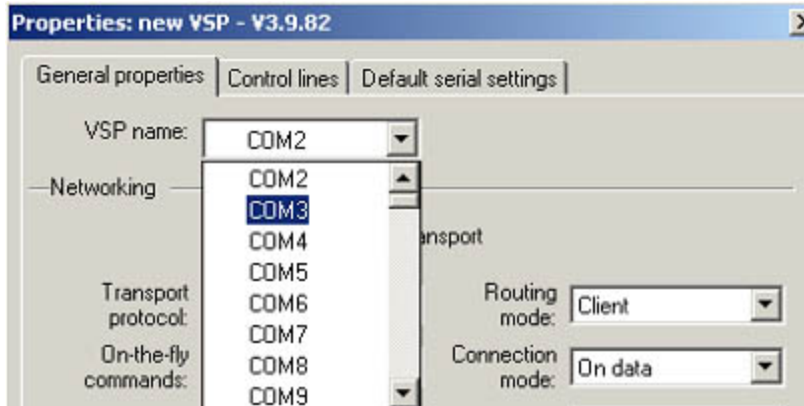 Properties: new VSP - V3.9.82
General properties
Control lines
Default serial settings
VSP name:
COM2
COM2
COM3
COM4
COM5
COM6
COM7
COM8
COM9
Networking
Transport
protocol:
Routing
mode:
Client
On-the-fly
commands:
Connection
mode:
On data